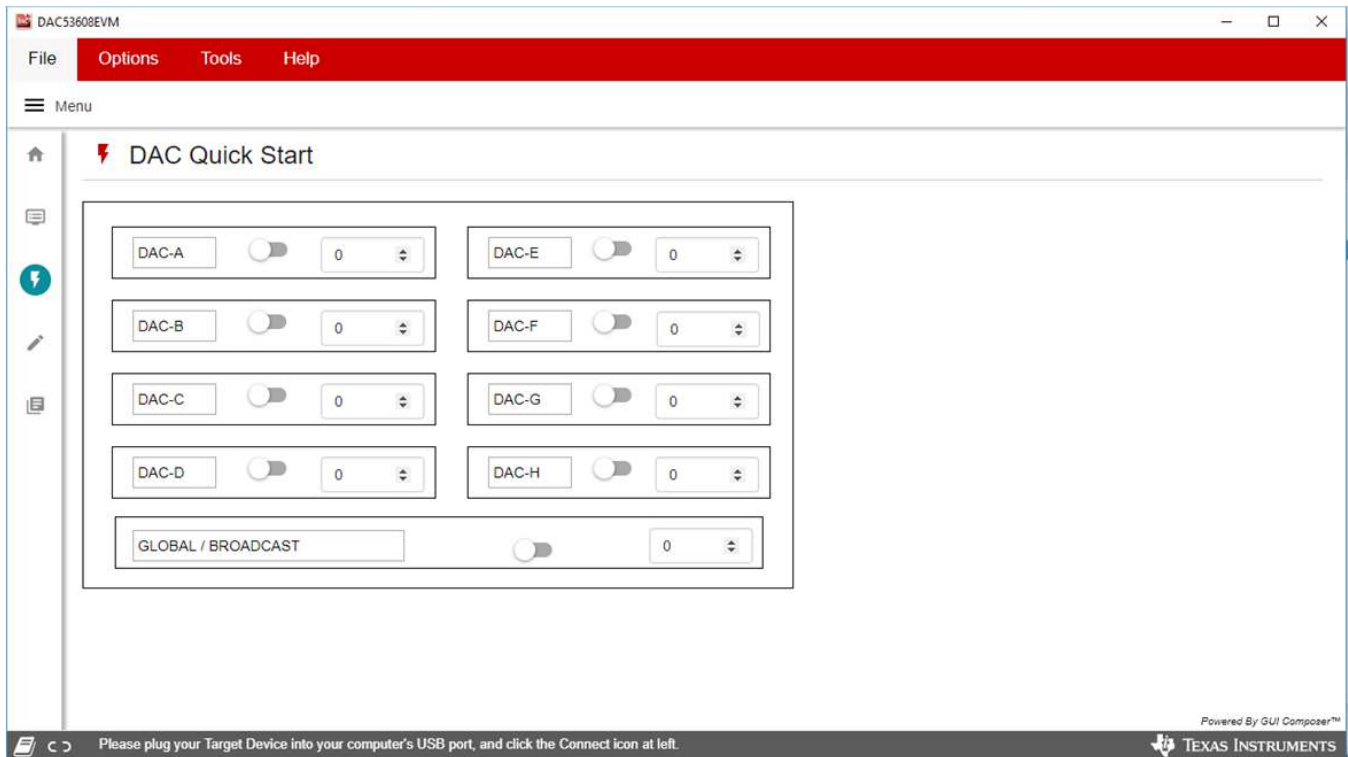 DAC53608EVM
File Options Tools Help
Menu
DAC Quick Start
DAC-A 0 DAC-E 0
DAC-B 0 DAC-F 0
DAC-C 0 DAC-G 0
DAC-D 0 DAC-H 0
GLOBAL / BROADCAST 0
Powered By GUI Composer™
Please plug your Target Device into your computer's USB port, and click the Connect icon at left. TEXAS INSTRUMENTS